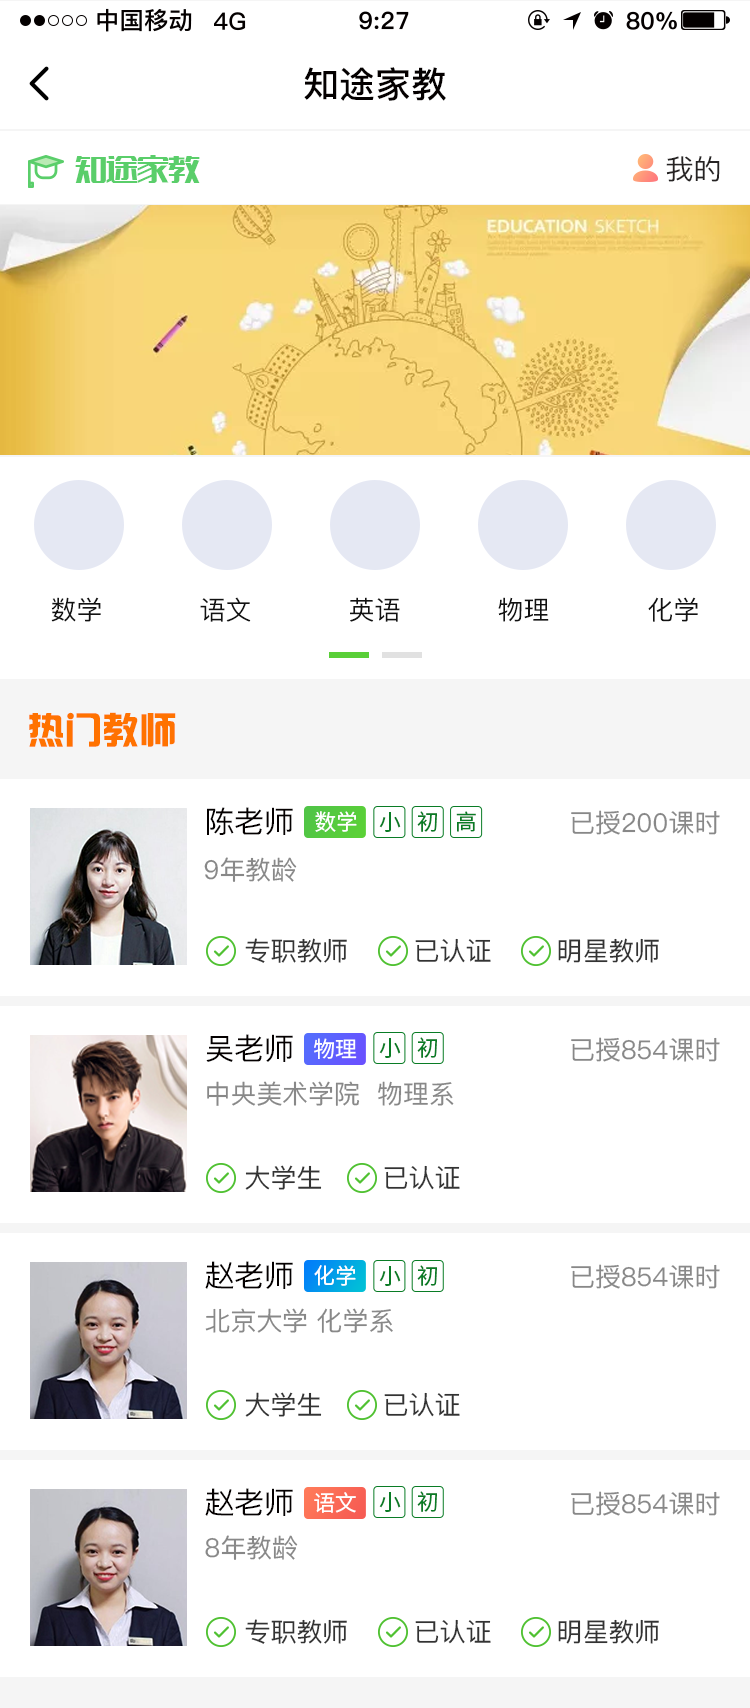 中国移动 4G 9:27 80%
知途家教
知途家教 我的
EDUCATION SKETCH
数学 语文 英语 物理 化学
热门教师
陈老师 数学 小 初 高 已授200课时
9年教龄
专职教师 已认证 明星教师
吴老师 物理 小 初 已授854课时
中央美术学院 物理系
大学生 已认证
赵老师 化学 小 初 已授854课时
北京大学 化学系
大学生 已认证
赵老师 语文 小 初 已授854课时
8年教龄
专职教师 已认证 明星教师